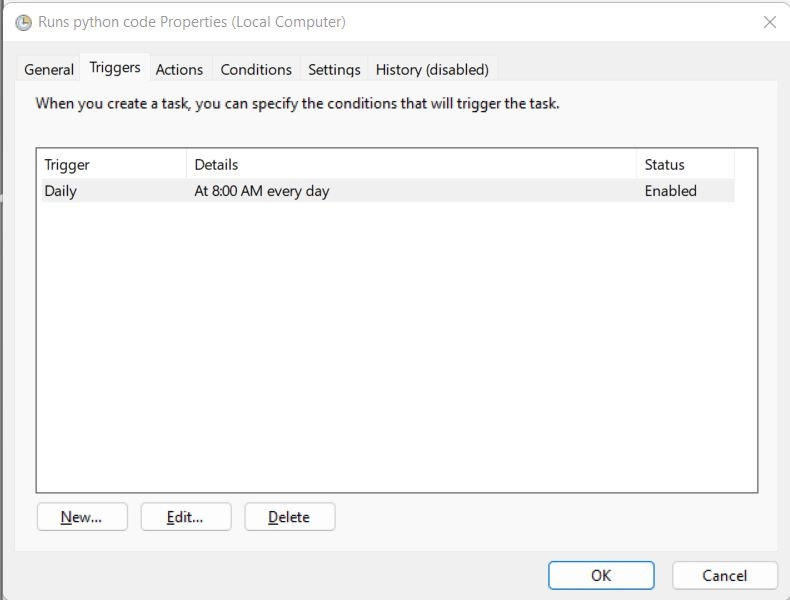 Runs python code Properties (Local Computer)
General Triggers Actions Conditions Settings History (disabled)
When you create a task, you can specify the conditions that will trigger the task.
Trigger Details Status
Daily At 8:00 AM every day Enabled
New... Edit... Delete
OK Cancel